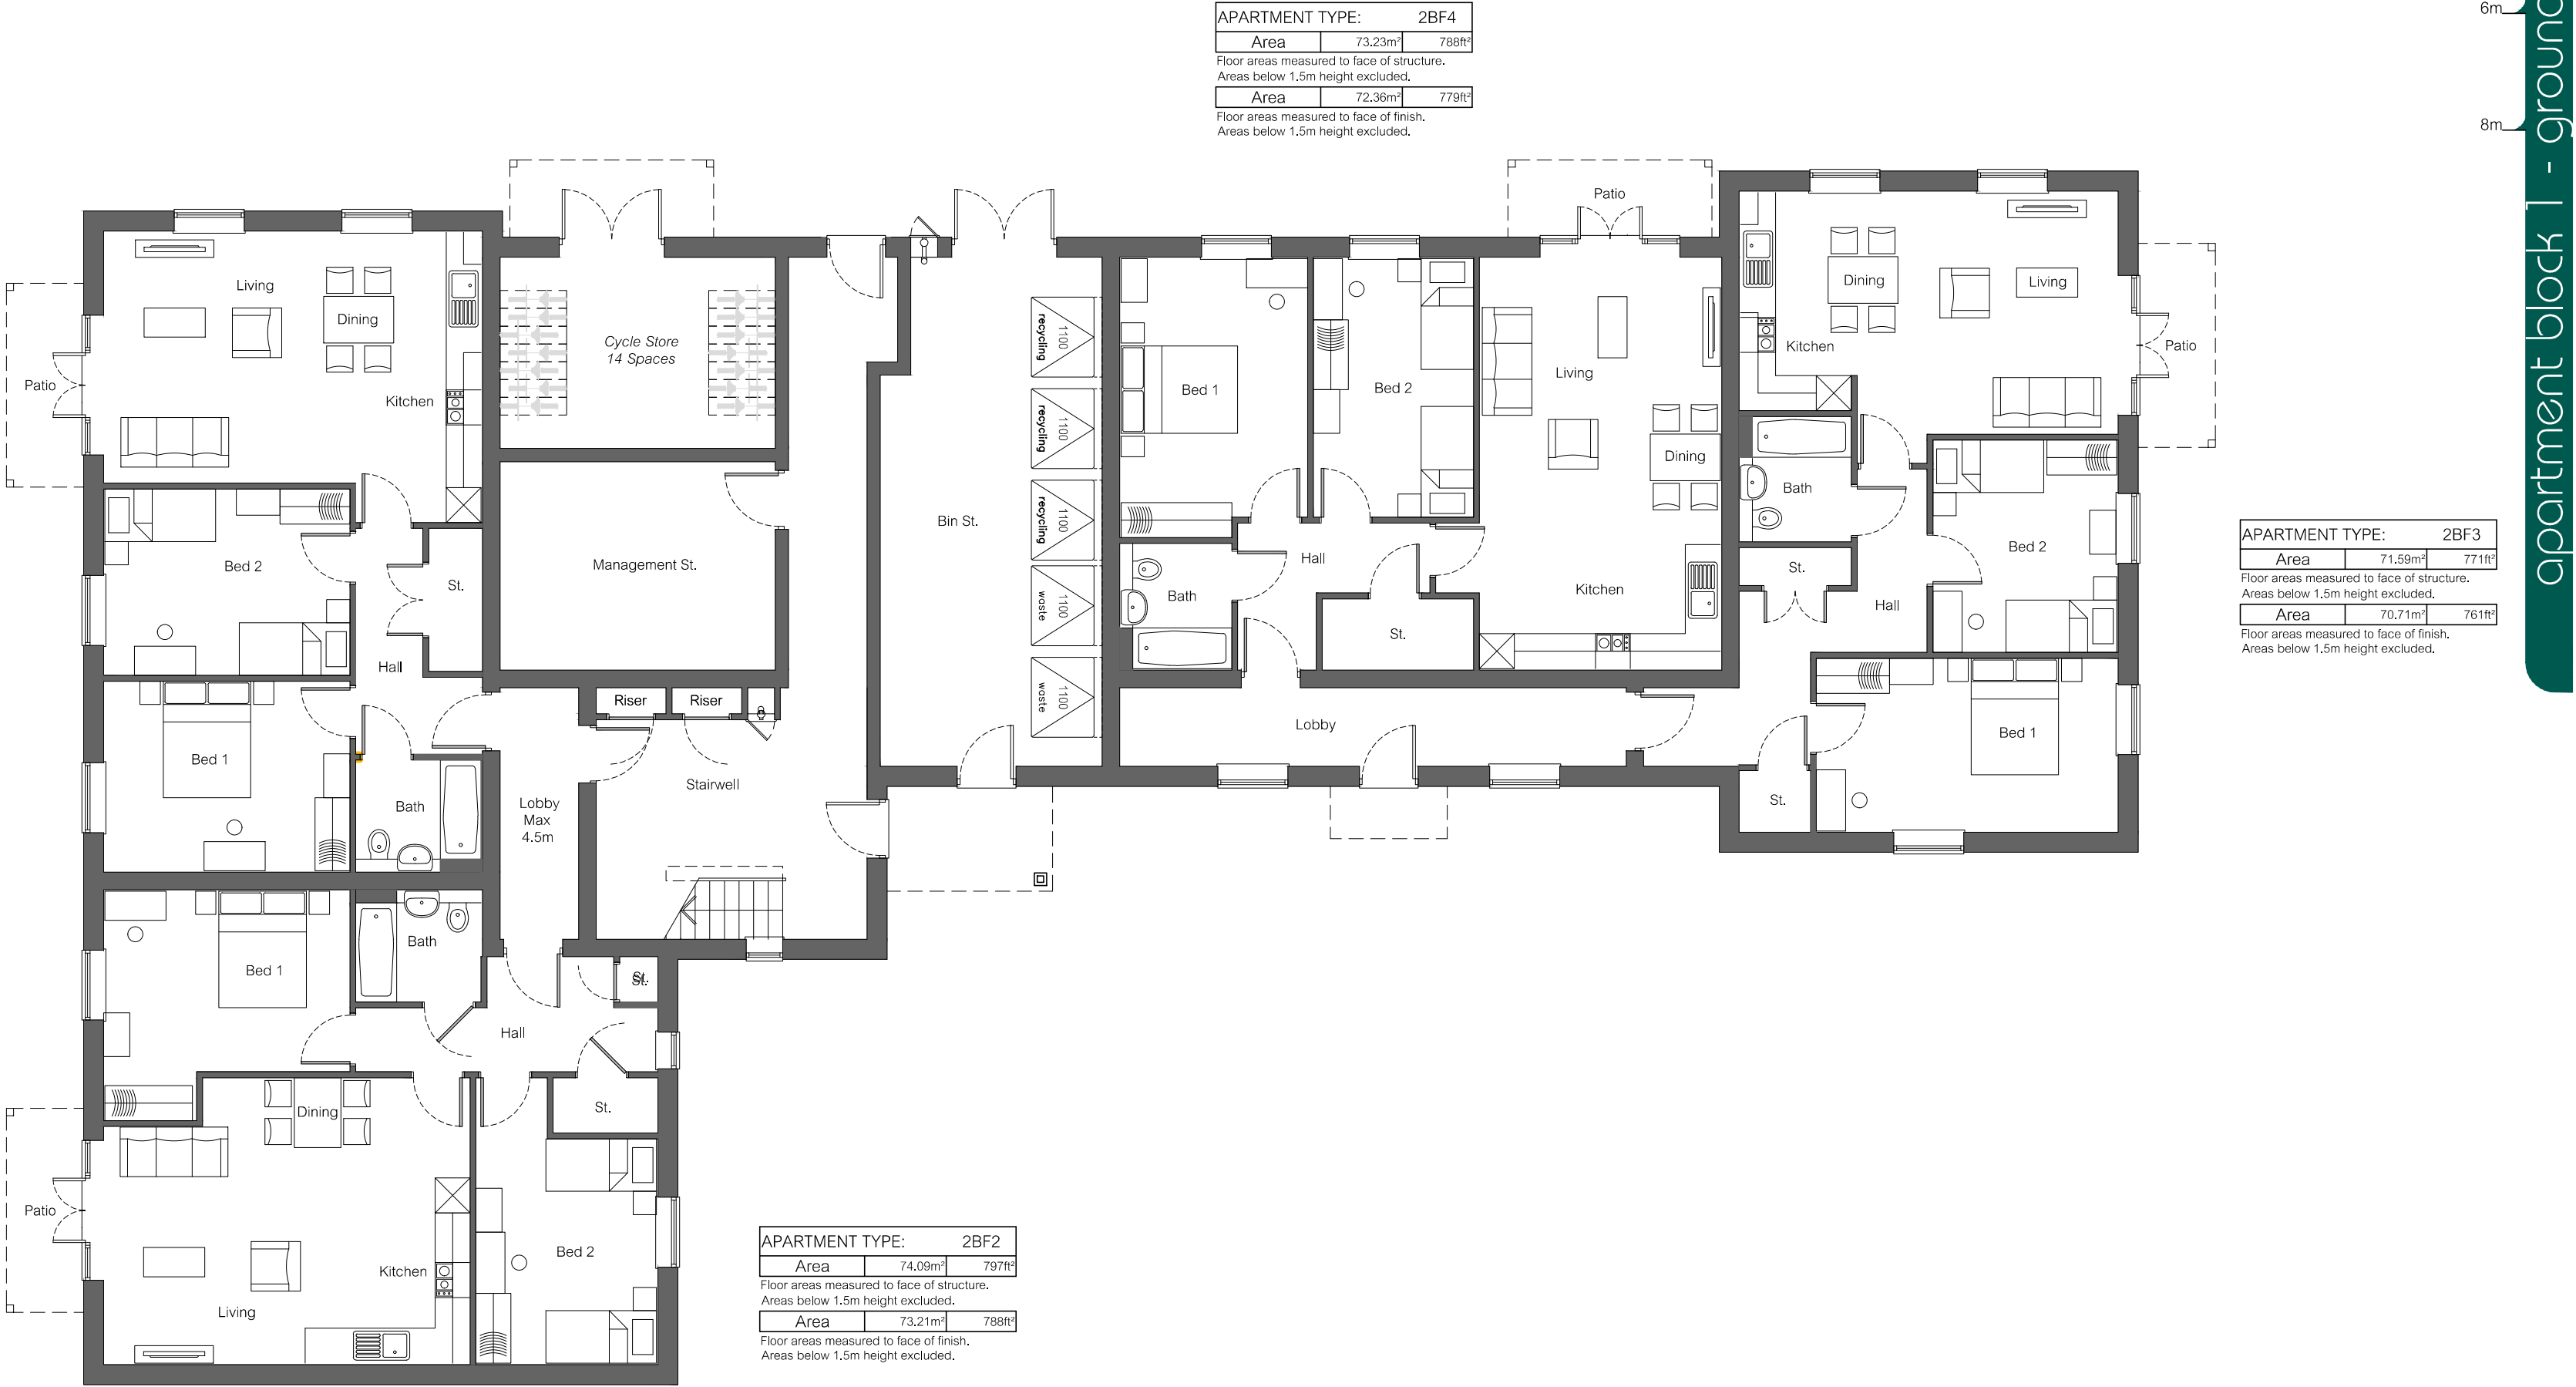 APARTMENT TYPE: 2BF4
Area 73.23m² 788ft²
Floor areas measured to face of structure.
Areas below 1.5m height excluded.
Area 72.36m² 779ft²
Floor areas measured to face of finish.
Areas below 1.5m height excluded.
6m
8m
apartment block 1 - ground
Patio
Living
Dining
Kitchen
Patio
Cycle Store
14 Spaces
Bed 2
St.
Hall
Bed 1
Bath
Management St.
Riser
Riser
Lobby
Max
4.5m
Stairwell
Bin St.
1100
recycling
1100
recycling
1100
recycling
1100
waste
1100
waste
Bed 1
Bed 2
Living
Dining
Kitchen
Hall
Bath
St.
Lobby
Dining
Living
Kitchen
Patio
Bath
St.
Bed 2
Hall
Bed 1
St.
APARTMENT TYPE: 2BF3
Area 71.59m² 771ft²
Floor areas measured to face of structure.
Areas below 1.5m height excluded.
Area 70.71m² 761ft²
Floor areas measured to face of finish.
Areas below 1.5m height excluded.
Bath
Bed 1
St.
Hall
St.
Dining
Patio
Bed 2
Kitchen
Living
APARTMENT TYPE: 2BF2
Area 74.09m² 797ft²
Floor areas measured to face of structure.
Areas below 1.5m height excluded.
Area 73.21m² 788ft²
Floor areas measured to face of finish.
Areas below 1.5m height excluded.